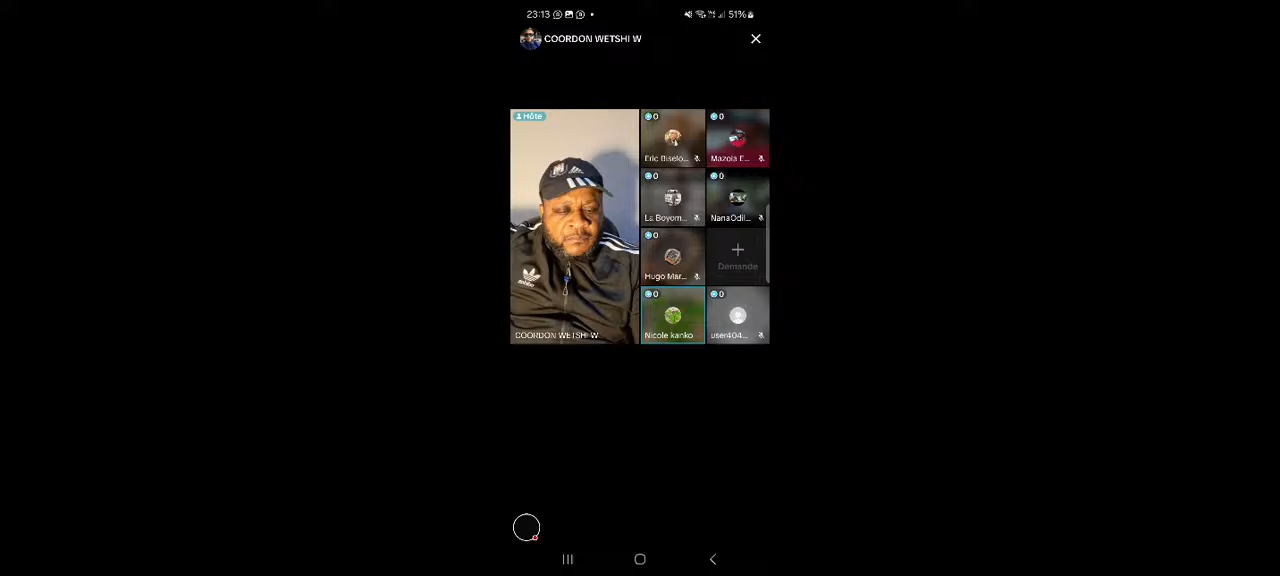 23:13
51%
COORDON WETSHI W
Hôte
0
0
Eric Biselo...
Mazola E...
0
0
La Boyom...
NanaOdil...
0
Hugo Mar...
Demande
0
0
COORDON WETSHI W
Nicole kanko
user404...